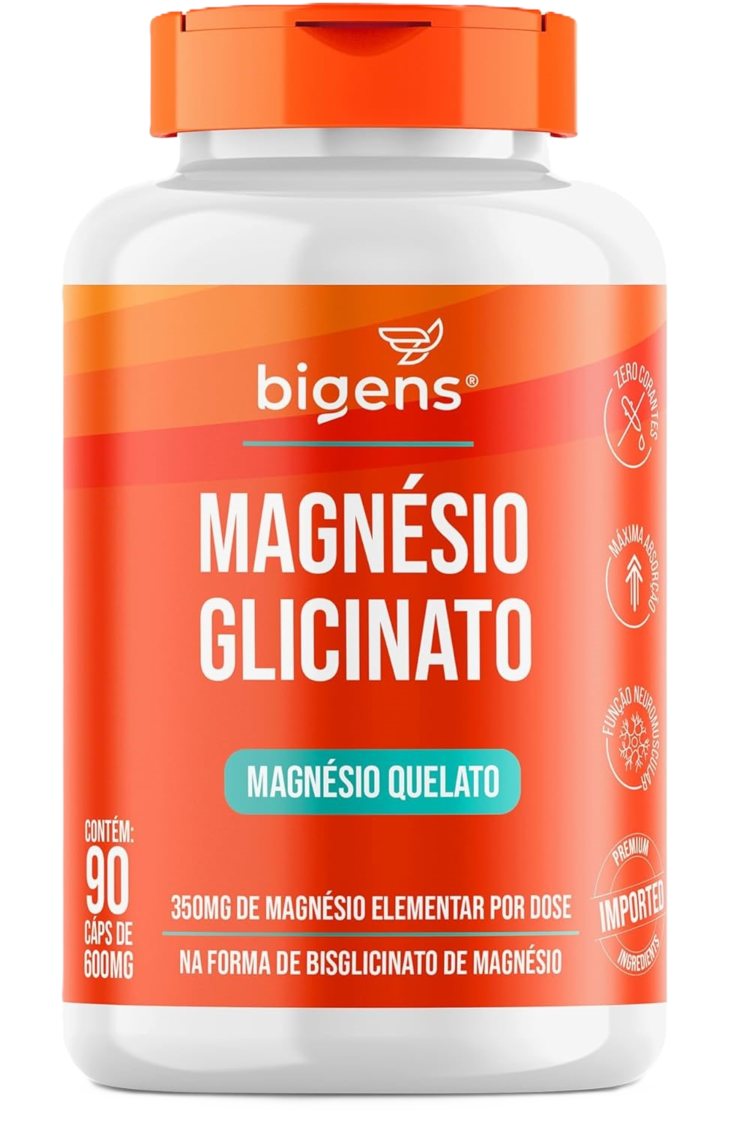 bigens®
MAGNÉSIO
GLICINATO
MAGNÉSIO QUELATO
CONTÉM:
90
CÁPS DE
600MG
350MG DE MAGNÉSIO ELEMENTAR POR DOSE
NA FORMA DE BISGLICINATO DE MAGNÉSIO
ZERO CORANTES
MÁXIMA ABSORÇÃO
FUNÇÃO NEUROMUSCULAR
PREMIUM
IMPORTED
INGREDIENTS